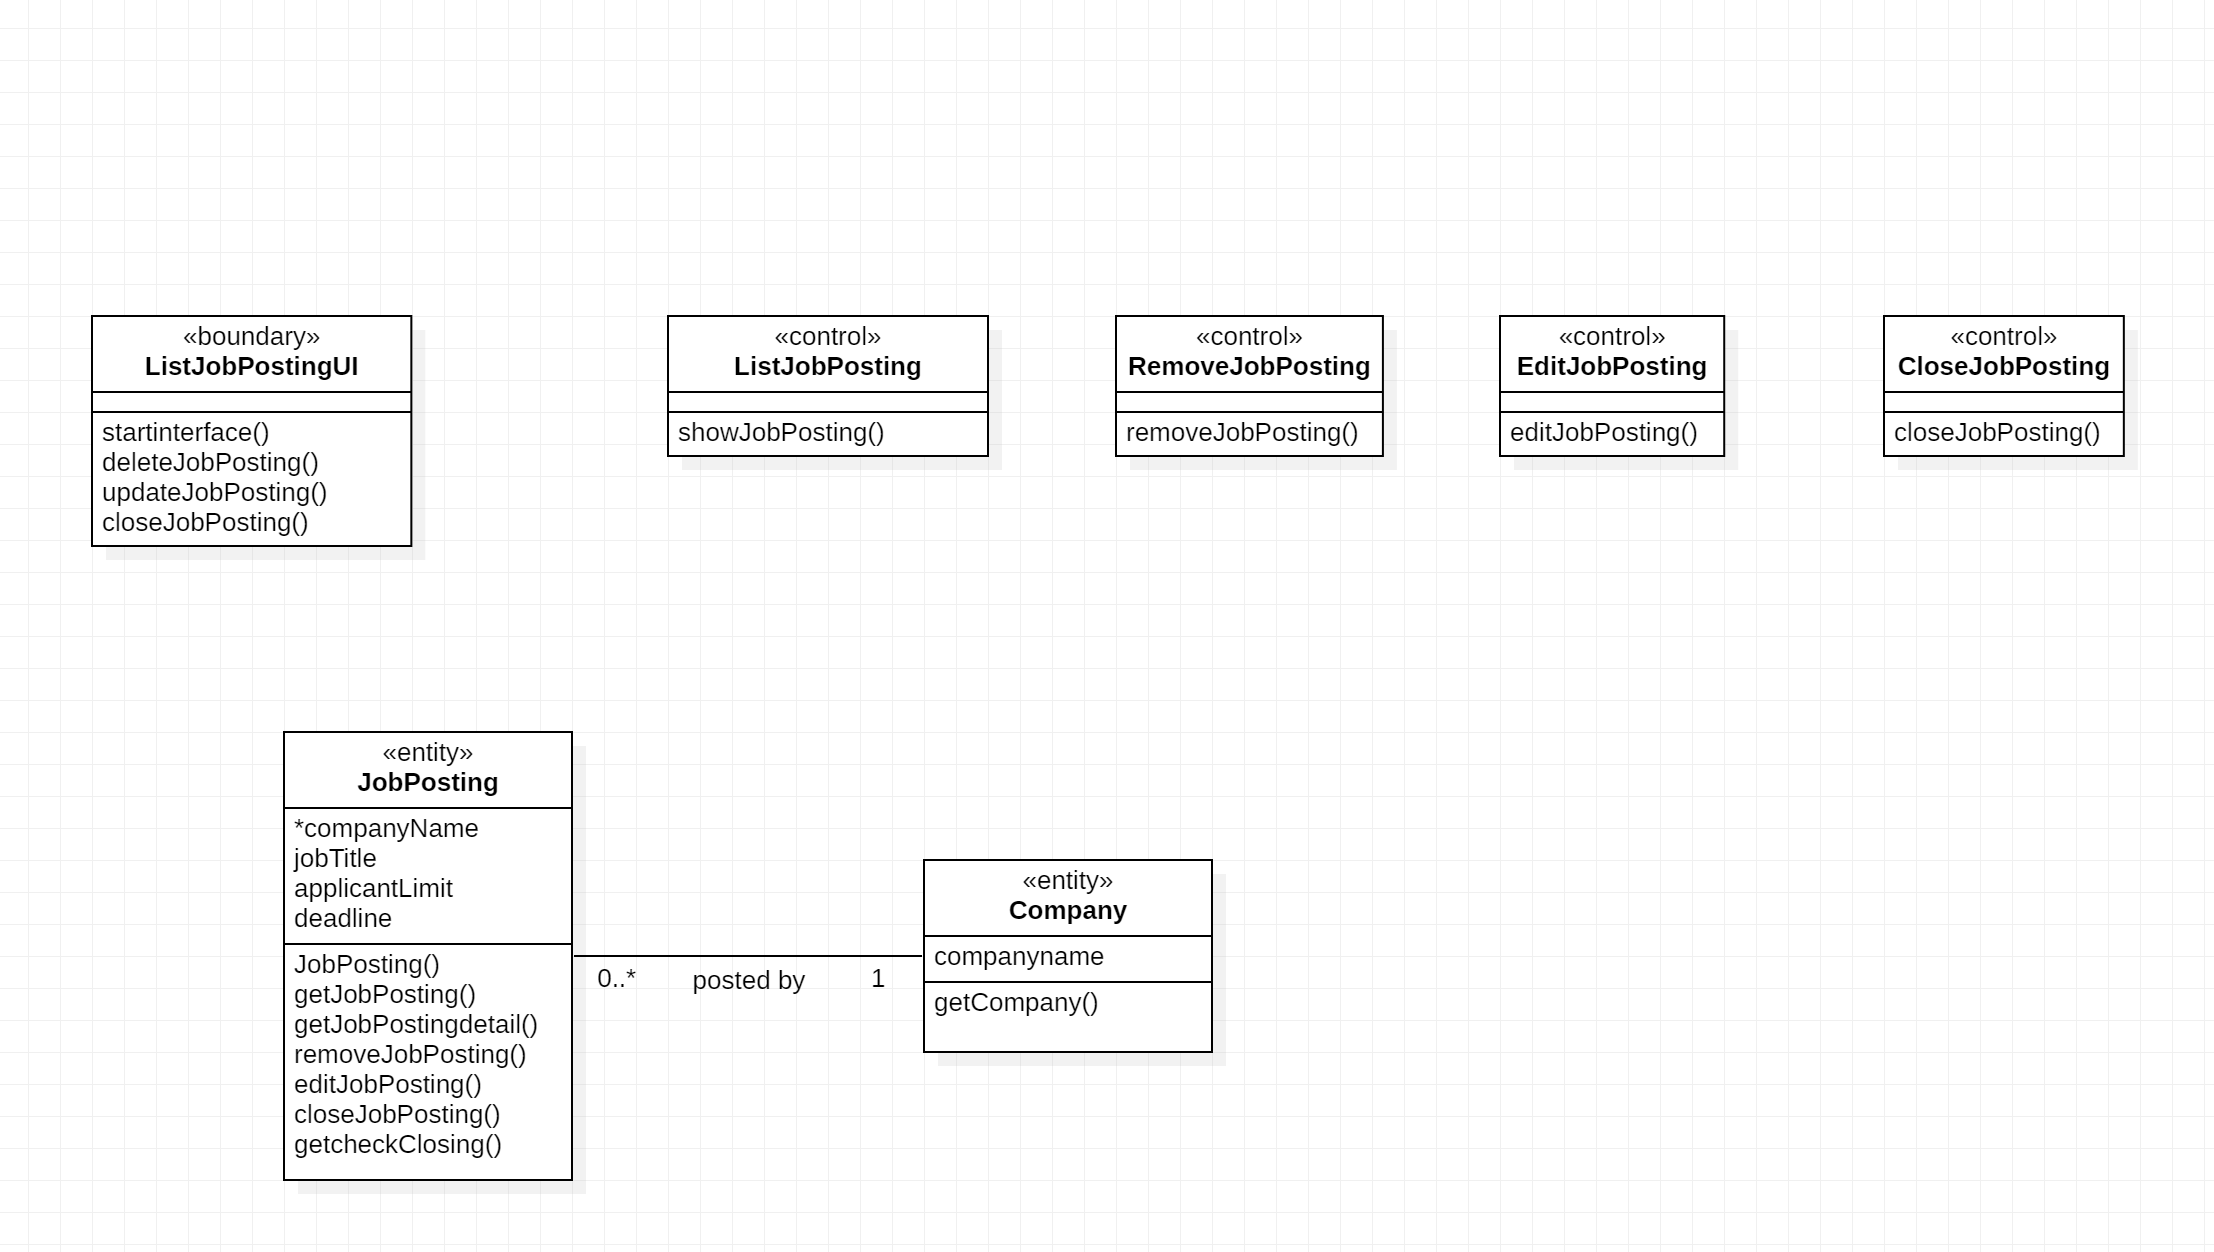 «boundary»
ListJobPostingUI
startinterface()
deleteJobPosting()
updateJobPosting()
closeJobPosting()
«control»
ListJobPosting
showJobPosting()
«control»
RemoveJobPosting
removeJobPosting()
«control»
EditJobPosting
editJobPosting()
«control»
CloseJobPosting
closeJobPosting()
«entity»
JobPosting
*companyName
jobTitle
applicantLimit
deadline
JobPosting()
getJobPosting()
getJobPostingdetail()
removeJobPosting()
editJobPosting()
closeJobPosting()
getcheckClosing()
0..*
posted by
1
«entity»
Company
companyname
getCompany()